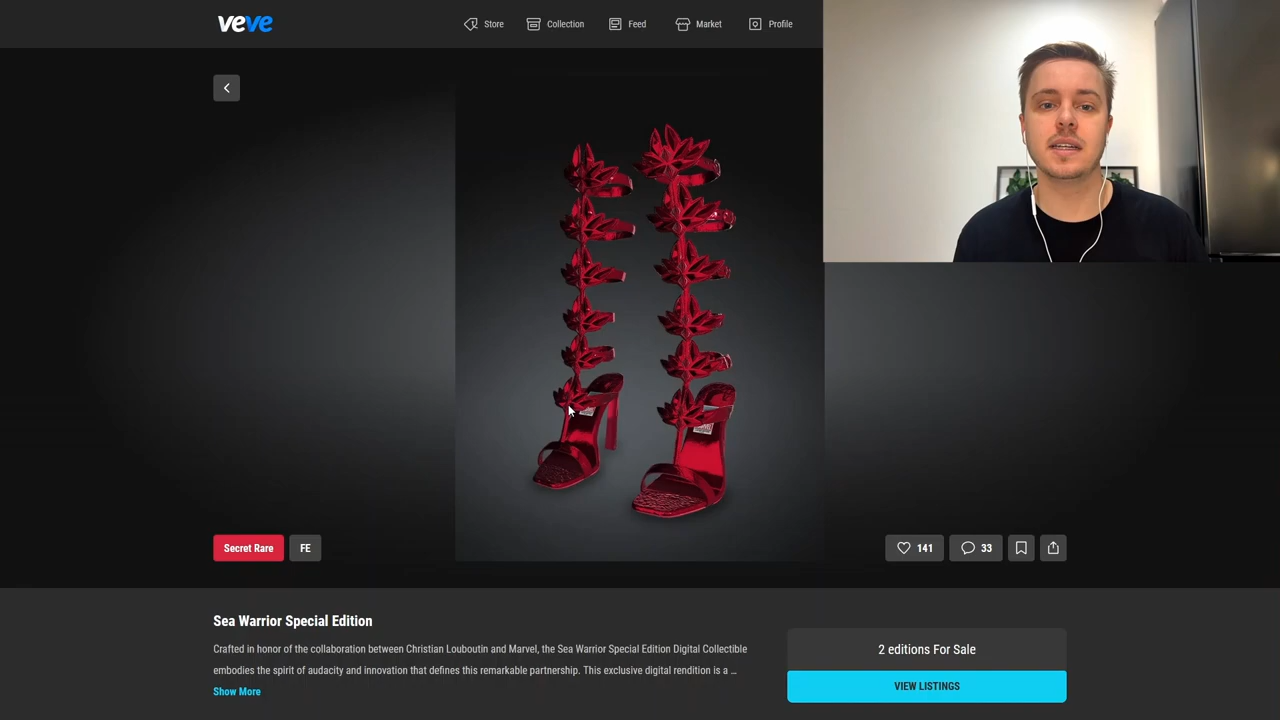 veve
Store
Collection
Feed
Market
Profile
Secret Rare
FE
141
33
Sea Warrior Special Edition
Crafted in honor of the collaboration between Christian Louboutin and Marvel, the Sea Warrior Special Edition Digital Collectible
embodies the spirit of audacity and innovation that defines this remarkable partnership. This exclusive digital rendition is a ...
Show More
2 editions For Sale
VIEW LISTINGS